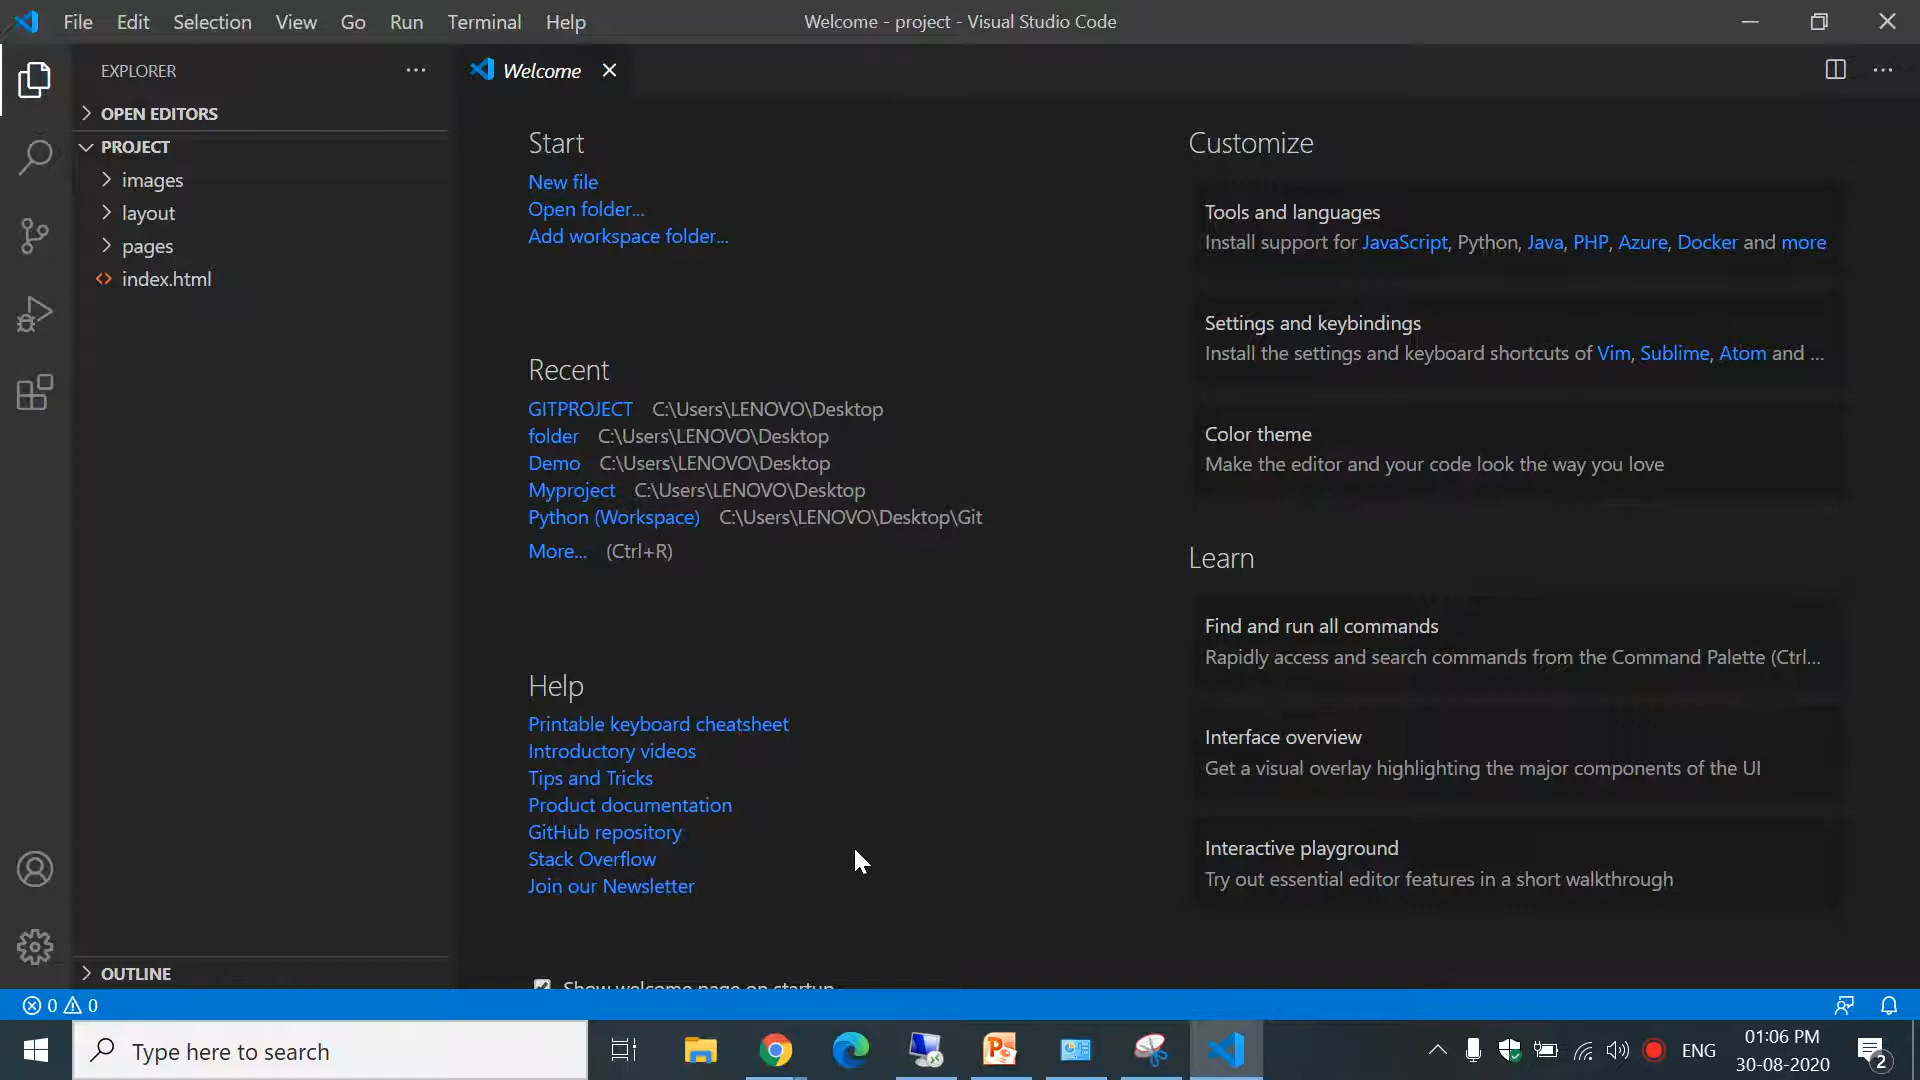 File Edit Selection View Go Run Terminal Help
Welcome - project - Visual Studio Code
EXPLORER
OPEN EDITORS
PROJECT
images
layout
pages
index.html
OUTLINE
Welcome
Start
New file
Open folder...
Add workspace folder...
Recent
GITPROJECT C:\Users\LENOVO\Desktop
folder C:\Users\LENOVO\Desktop
Demo C:\Users\LENOVO\Desktop
Myproject C:\Users\LENOVO\Desktop
Python (Workspace) C:\Users\LENOVO\Desktop\Git
More... (Ctrl+R)
Help
Printable keyboard cheatsheet
Introductory videos
Tips and Tricks
Product documentation
GitHub repository
Stack Overflow
Join our Newsletter
Show welcome page on startup
Customize
Tools and languages
Install support for JavaScript, Python, Java, PHP, Azure, Docker and more
Settings and keybindings
Install the settings and keyboard shortcuts of Vim, Sublime, Atom and ...
Color theme
Make the editor and your code look the way you love
Learn
Find and run all commands
Rapidly access and search commands from the Command Palette (Ctrl...
Interface overview
Get a visual overlay highlighting the major components of the UI
Interactive playground
Try out essential editor features in a short walkthrough
0 0
Type here to search
ENG
01:06 PM
30-08-2020
2